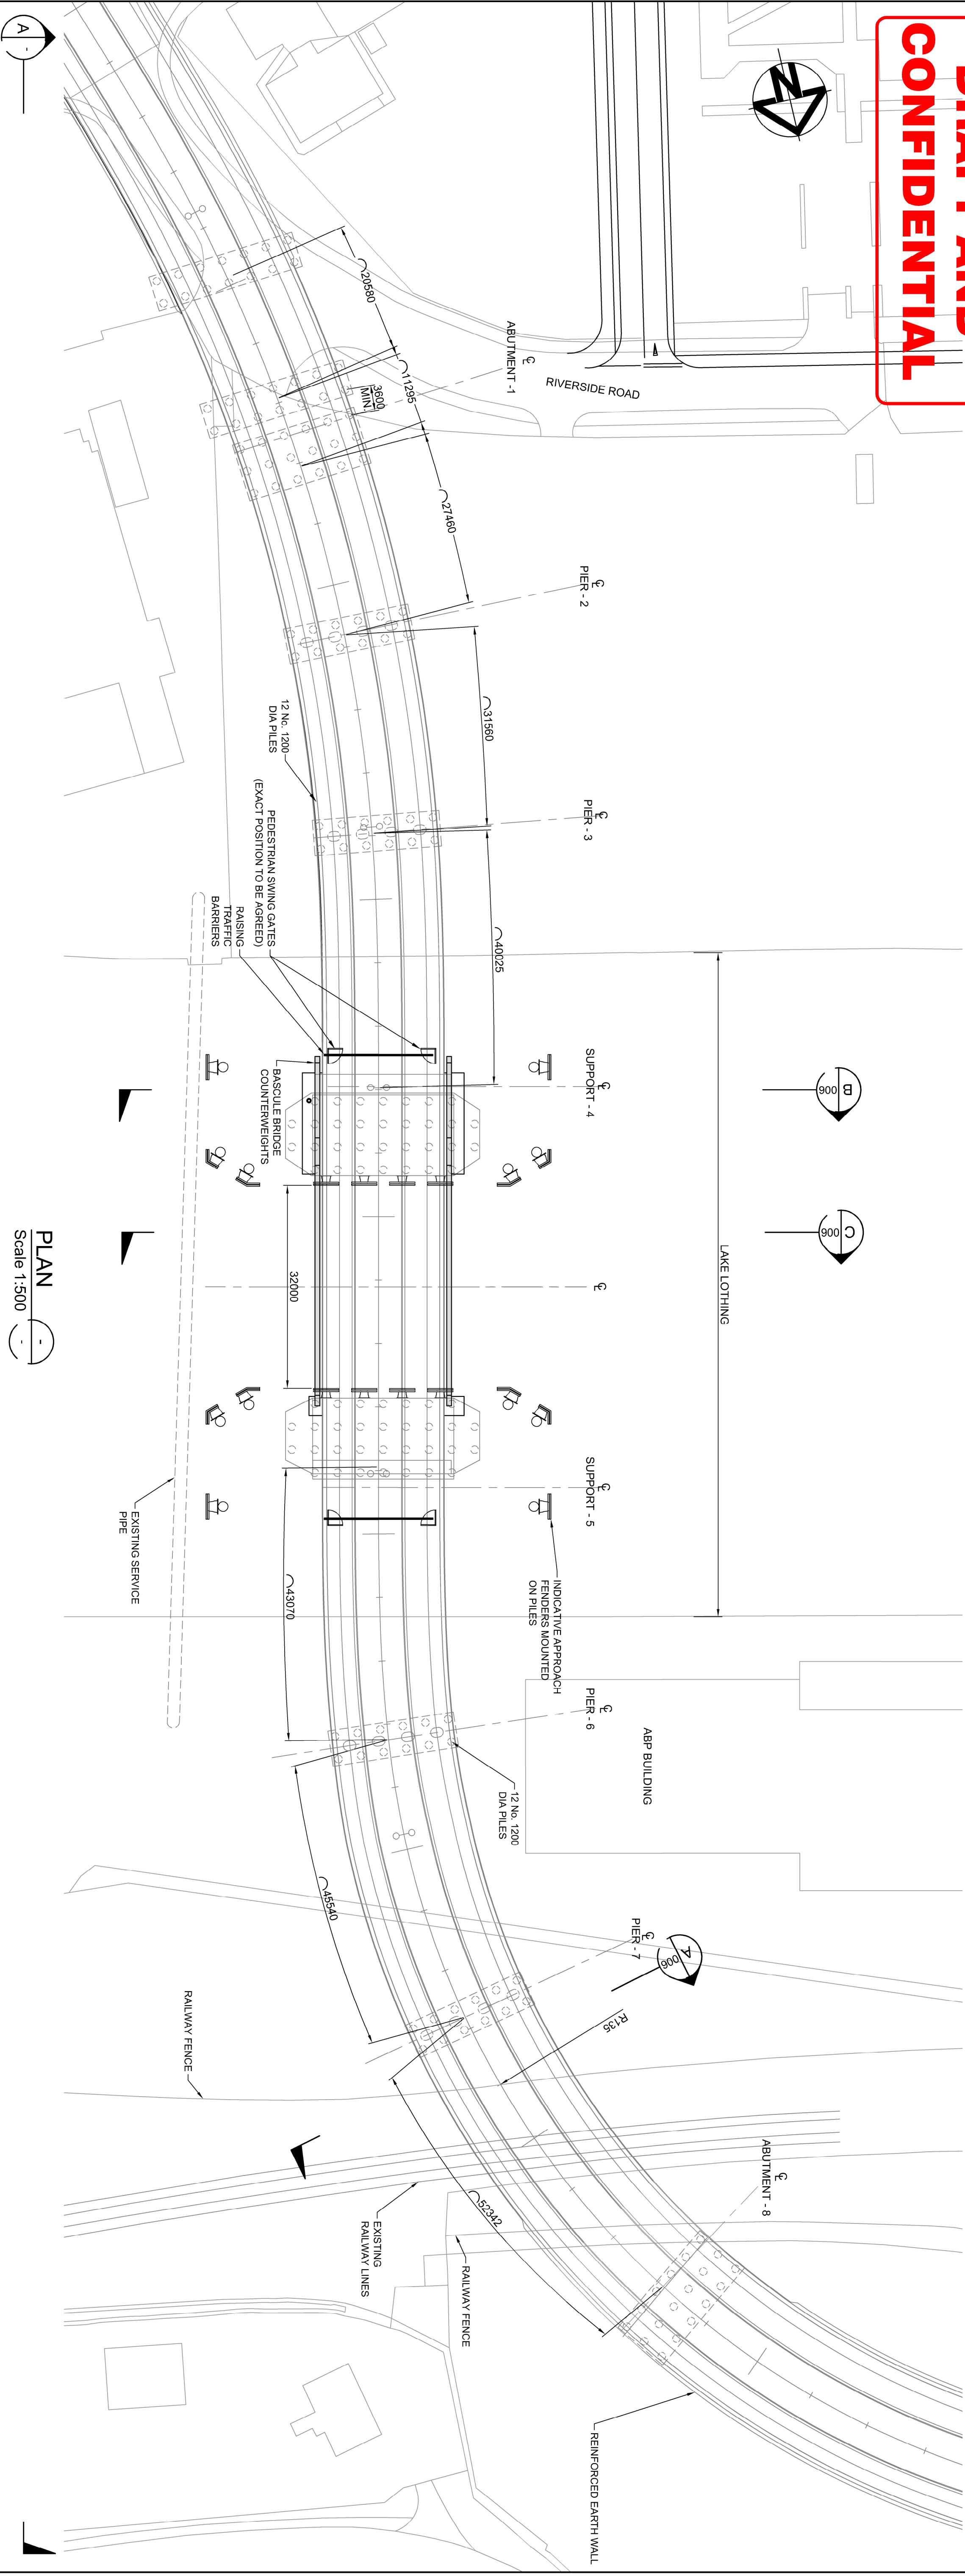 CONFIDENTIAL
N
RIVERSIDE ROAD
20580
11295
3600
MIN.
27460
31560
40025
32000
43070
45540
52342
R135
℄
ABUTMENT -1
℄
PIER - 2
℄
PIER - 3
℄
SUPPORT - 4
℄
℄
SUPPORT - 5
℄
PIER - 6
℄
PIER - 7
℄
ABUTMENT - 8
12 No. 1200
DIA PILES
PEDESTRIAN SWING GATES
(EXACT POSITION TO BE AGREED)
RAISING
TRAFFIC
BARRIERS
BASCULE BRIDGE
COUNTERWEIGHTS
LAKE LOTHING
B
900
C
900
A
900
A
-
EXISTING SERVICE
PIPE
INDICATIVE APPROACH
FENDERS MOUNTED
ON PILES
12 No. 1200
DIA PILES
ABP BUILDING
RAILWAY FENCE
EXISTING
RAILWAY LINES
RAILWAY FENCE
REINFORCED EARTH WALL
PLAN
Scale 1:500
-
-